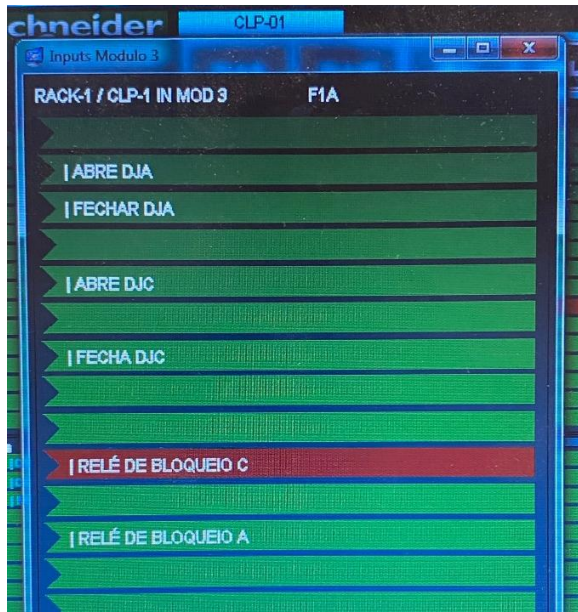 chneider CLP-01
Inputs Modulo 3
RACK-1 / CLP-1 IN MOD 3 F1A
| ABRE DJA
| FECHAR DJA
| ABRE DJC
| FECHA DJC
| RELÉ DE BLOQUEIO C
| RELÉ DE BLOQUEIO A